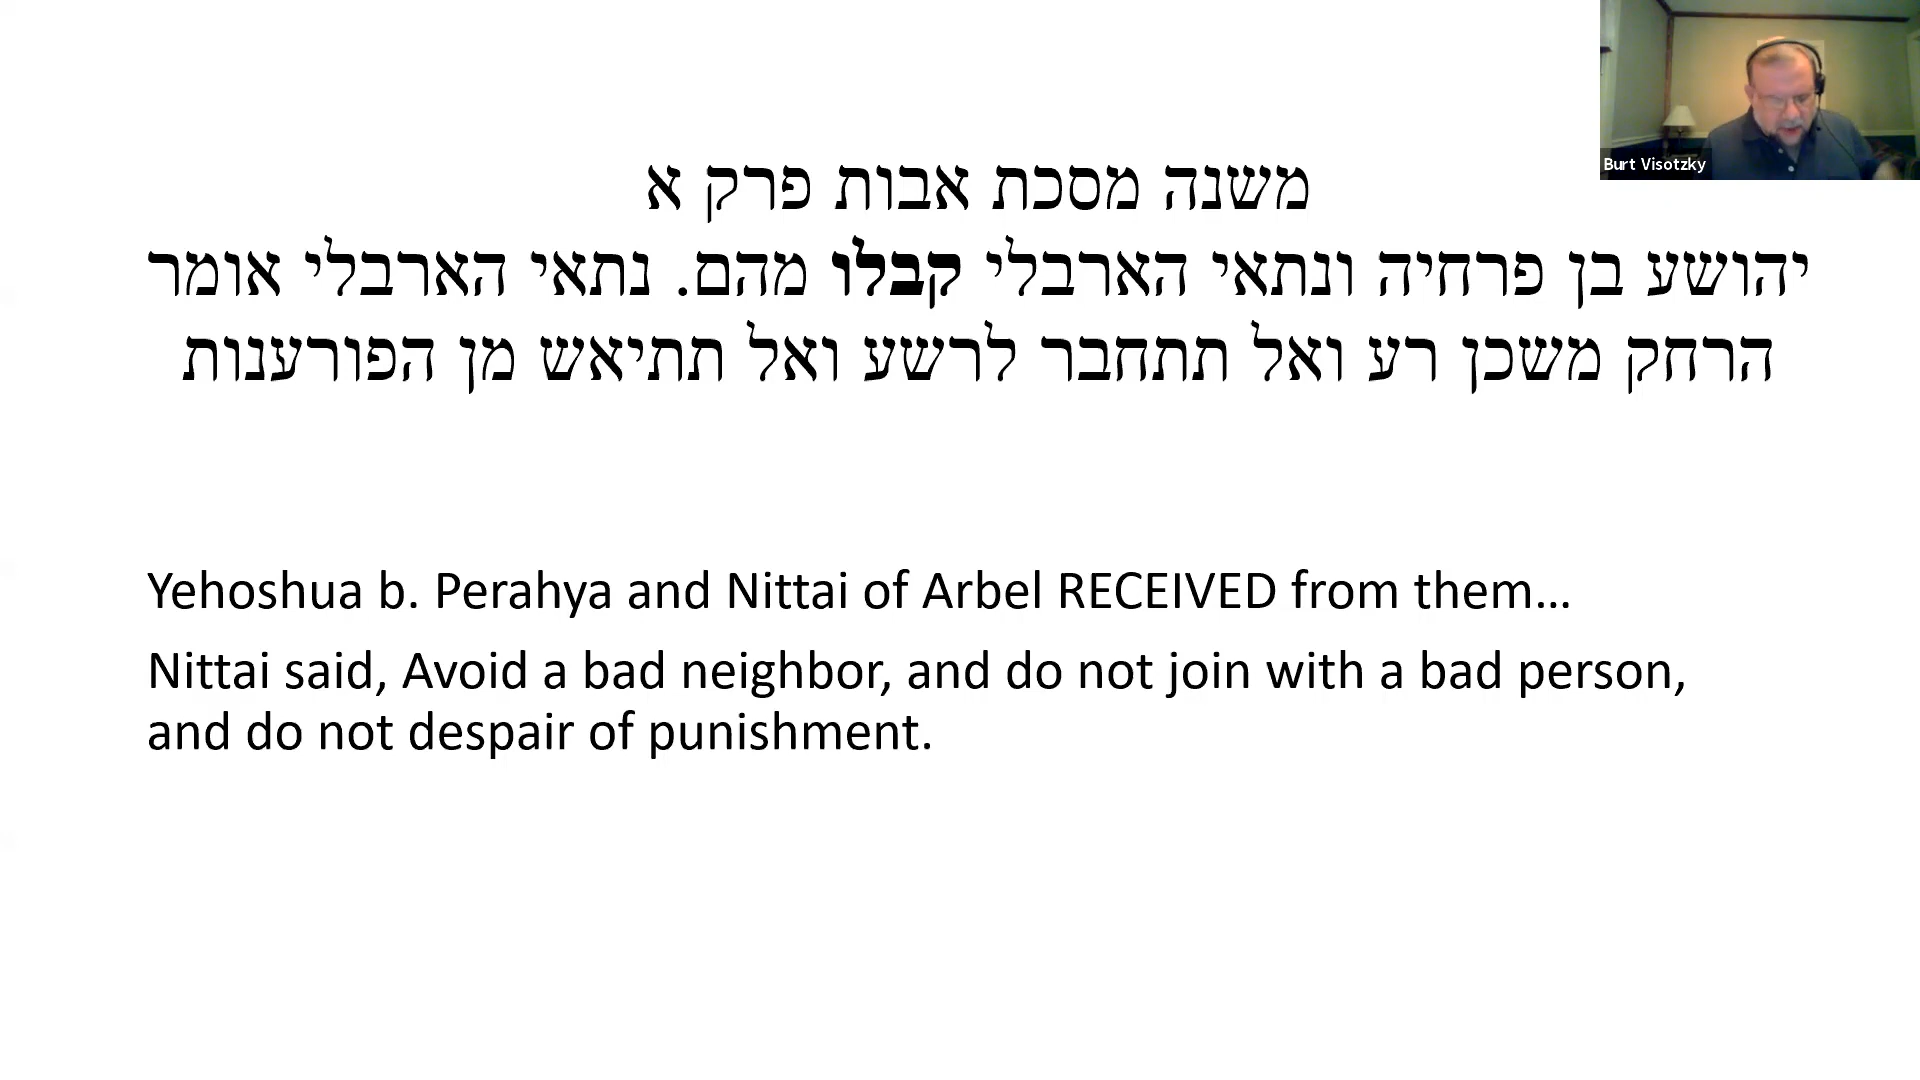 Burt Visotzky
משנה מסכת אבות פרק א
יהושע בן פרחיה ונתאי הארבלי קבלו מהם. נתאי הארבלי אומר
הרחק משכן רע ואל תתחבר לרשע ואל תתיאש מן הפורענות
Yehoshua b. Perahya and Nittai of Arbel RECEIVED from them…
Nittai said, Avoid a bad neighbor, and do not join with a bad person,
and do not despair of punishment.